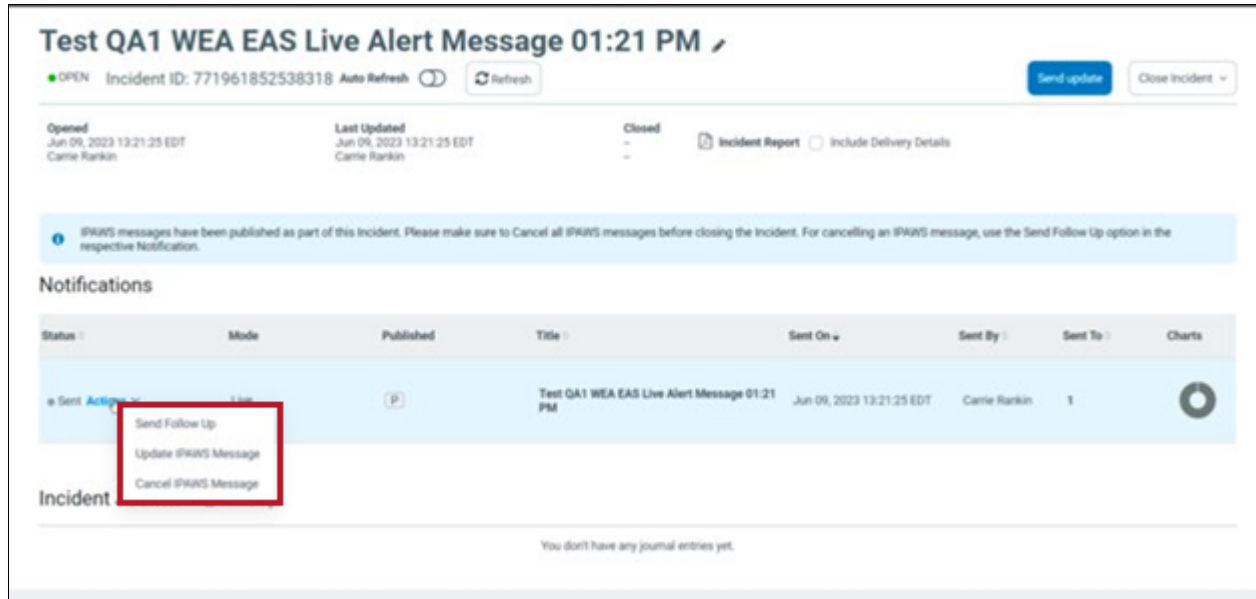 Test QA1 WEA EAS Live Alert Message 01:21 PM
OPEN Incident ID: 771961852538318 Auto Refresh Refresh Send update Close Incident
Opened Last Updated Closed
Jun 09, 2023 13:21:25 EDT Jun 09, 2023 13:21:25 EDT – Incident Report Include Delivery Details
Carrie Rankin Carrie Rankin –
IPAWS messages have been published as part of this Incident. Please make sure to Cancel all IPAWS messages before closing the Incident. For cancelling an IPAWS message, use the Send Follow Up option in the
respective Notification.
Notifications
Status Mode Published Title Sent On Sent By Sent To Charts
Sent Actions Live P Test QA1 WEA EAS Live Alert Message 01:21 Jun 09, 2023 13:21:25 EDT Carrie Rankin 1
PM
Send Follow Up
Update IPAWS Message
Cancel IPAWS Message
Incident
You don't have any journal entries yet.